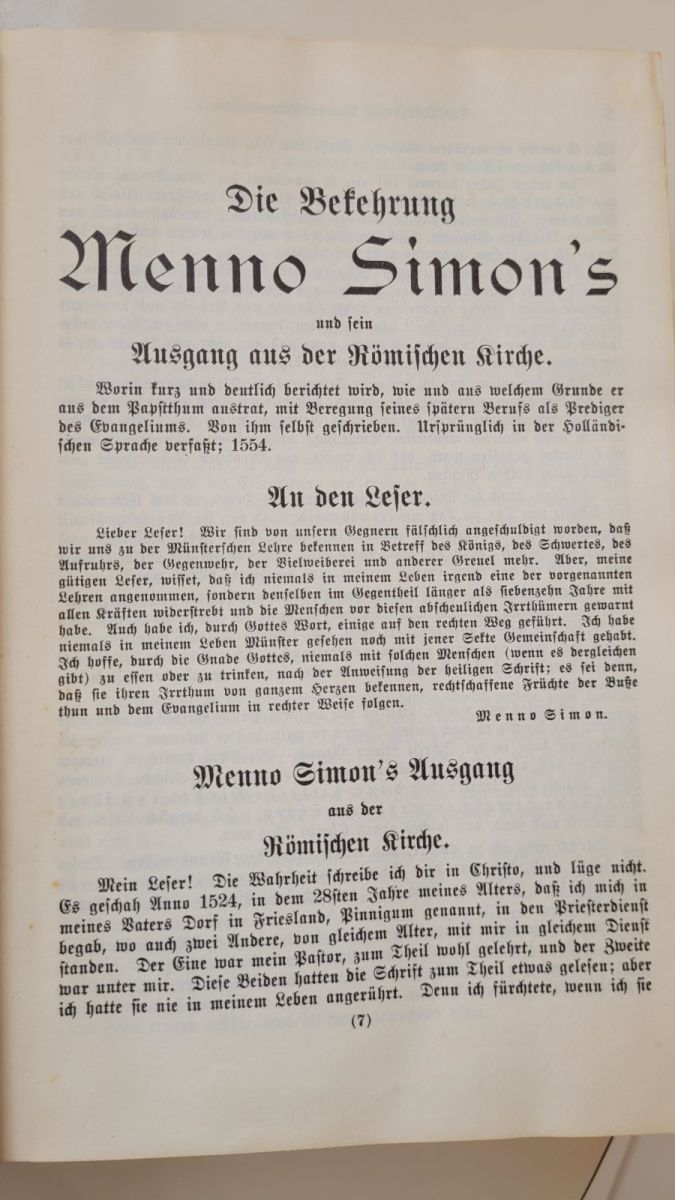 Die Bekehrung
Menno Simon's
und sein
Ausgang aus der Römischen Kirche.
Worin kurz und deutlich berichtet wird, wie und aus welchem Grunde er
aus dem Papstthum austrat, mit Beregung seines spätern Berufs als Prediger
des Evangeliums. Von ihm selbst geschrieben. Ursprünglich in der Holländi-
schen Sprache verfaßt; 1554.
An den Leser.
Lieber Leser! Wir sind von unsern Gegnern fälschlich angeschuldigt worden, daß
wir uns zu der Münsterschen Lehre bekennen in Betreff des Königs, des Schwertes, des
Aufruhrs, der Gegenwehr, der Vielweiberei und anderer Greuel mehr. Aber, meine
gütigen Leser, wisset, daß ich niemals in meinem Leben irgend eine der vorgenannten
Lehren angenommen, sondern denselben im Gegentheil länger als siebenzehn Jahre mit
allen Kräften widerstrebt und die Menschen vor diesen abscheulichen Irrthümern gewarnt
habe. Auch habe ich, durch Gottes Wort, einige auf den rechten Weg geführt. Ich habe
niemals in meinem Leben Münster gesehen noch mit jener Sekte Gemeinschaft gehabt.
Ich hoffe, durch die Gnade Gottes, niemals mit solchen Menschen (wenn es dergleichen
gibt) zu essen oder zu trinken, nach der Anweisung der heiligen Schrift; es sei denn,
daß sie ihren Irrthum von ganzem Herzen bekennen, rechtschaffene Früchte der Buße
thun und dem Evangelium in rechter Weise folgen.
Menno Simon.
Menno Simon's Ausgang
aus der
Römischen Kirche.
Mein Leser! Die Wahrheit schreibe ich dir in Christo, und lüge nicht.
Es geschah Anno 1524, in dem 28sten Jahre meines Alters, daß ich mich in
meines Vaters Dorf in Friesland, Pinnigum genannt, in den Priesterdienst
begab, wo auch zwei Andere, von gleichem Alter, mit mir in gleichem Dienst
standen. Der Eine war mein Pastor, zum Theil wohl gelehrt, und der Zweite
war unter mir. Diese Beiden hatten die Schrift zum Theil etwas gelesen; aber
ich hatte sie nie in meinem Leben angerührt. Denn ich fürchtete, wenn ich sie
(7)